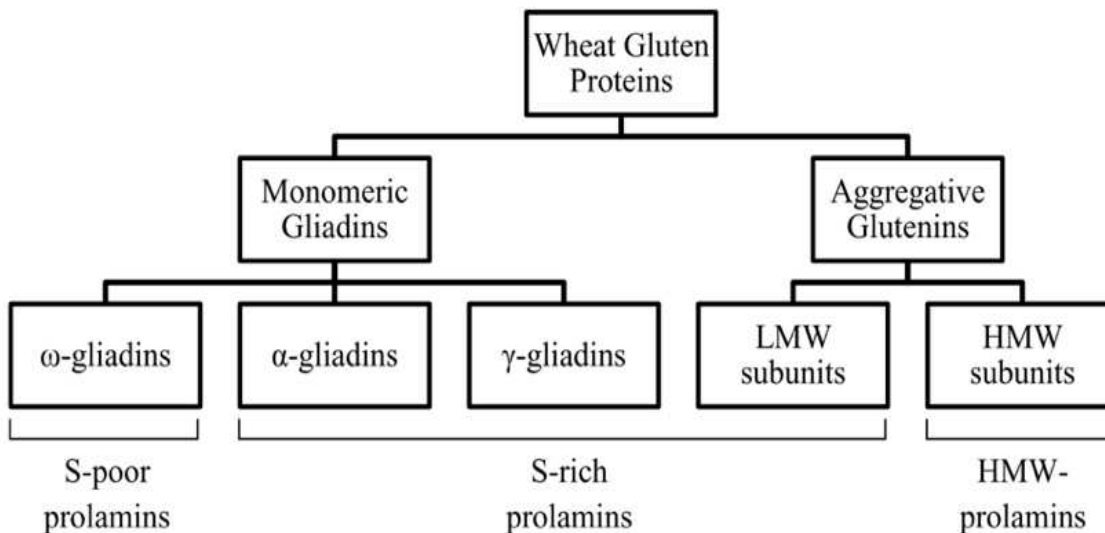 Wheat Gluten
Proteins
Monomeric
Gliadins
Aggregative
Glutenins
ω-gliadins
α-gliadins
γ-gliadins
LMW
subunits
HMW
subunits
S-poor
prolamins
S-rich
prolamins
HMW-
prolamins